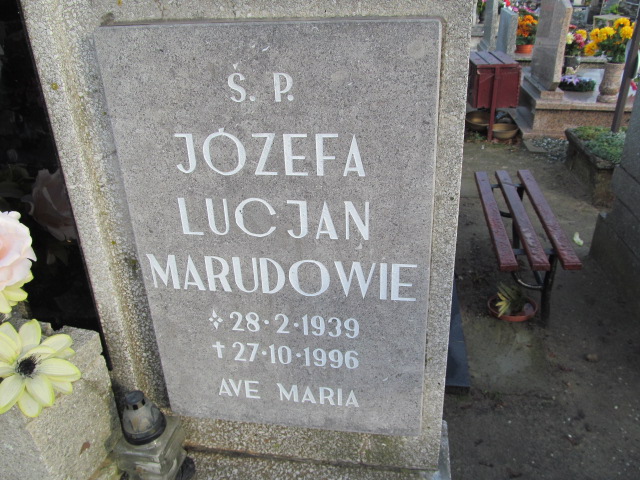 Ś. P.
JÓZEFA
LUCJAN
MARUDOWIE
28·2·1939
✝27·10·1996
AVE MARIA